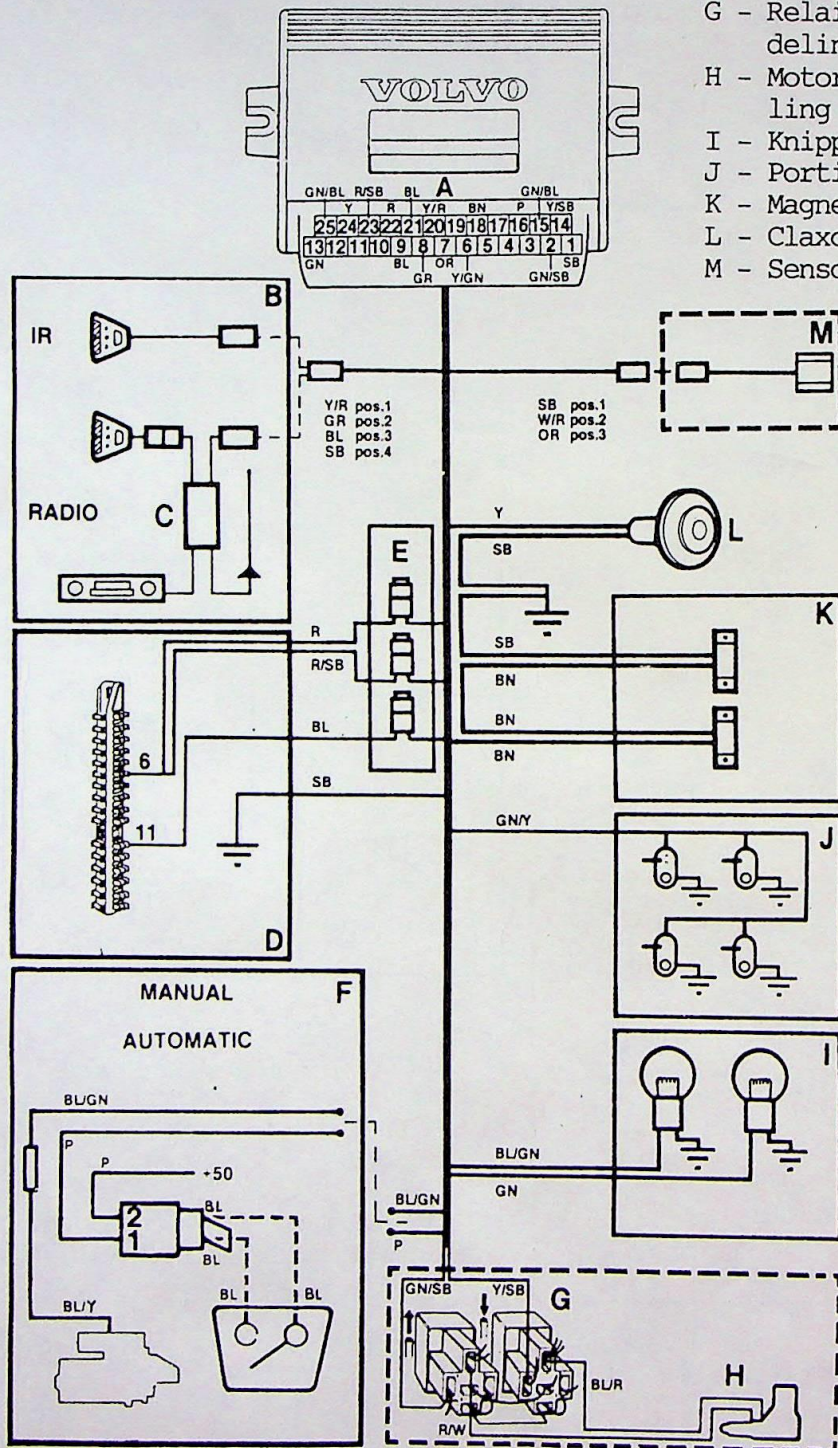 G - Relai
delin
H - Motor
ling
I - Knipp
J - Porti
K - Magne
L - Claxo
M - Senso
VOLVO
A
GN/BL R/SB BL GN/BL
Y R Y/R BN P Y/SB
25 24 23 22 21 20 19 18 17 16 15 14
13 12 11 10 9 8 7 6 5 4 3 2 1
GN BL OR SB
GR Y/GN GN/SB
B
IR
RADIO
C
Y/R pos.1
GR pos.2
BL pos.3
SB pos.4
SB pos.1
W/R pos.2
OR pos.3
M
Y
SB
L
E
R
R/SB
BL
SB
6
11
D
K
SB
BN
BN
BN
GN/Y
J
I
BL/GN
GN
MANUAL
F
AUTOMATIC
BL/GN
P
P
+50
2
1
BL
BL
BL/Y
BL
BL
BL/GN
P
GN/SB
Y/SB
G
BL/R
H
R/W